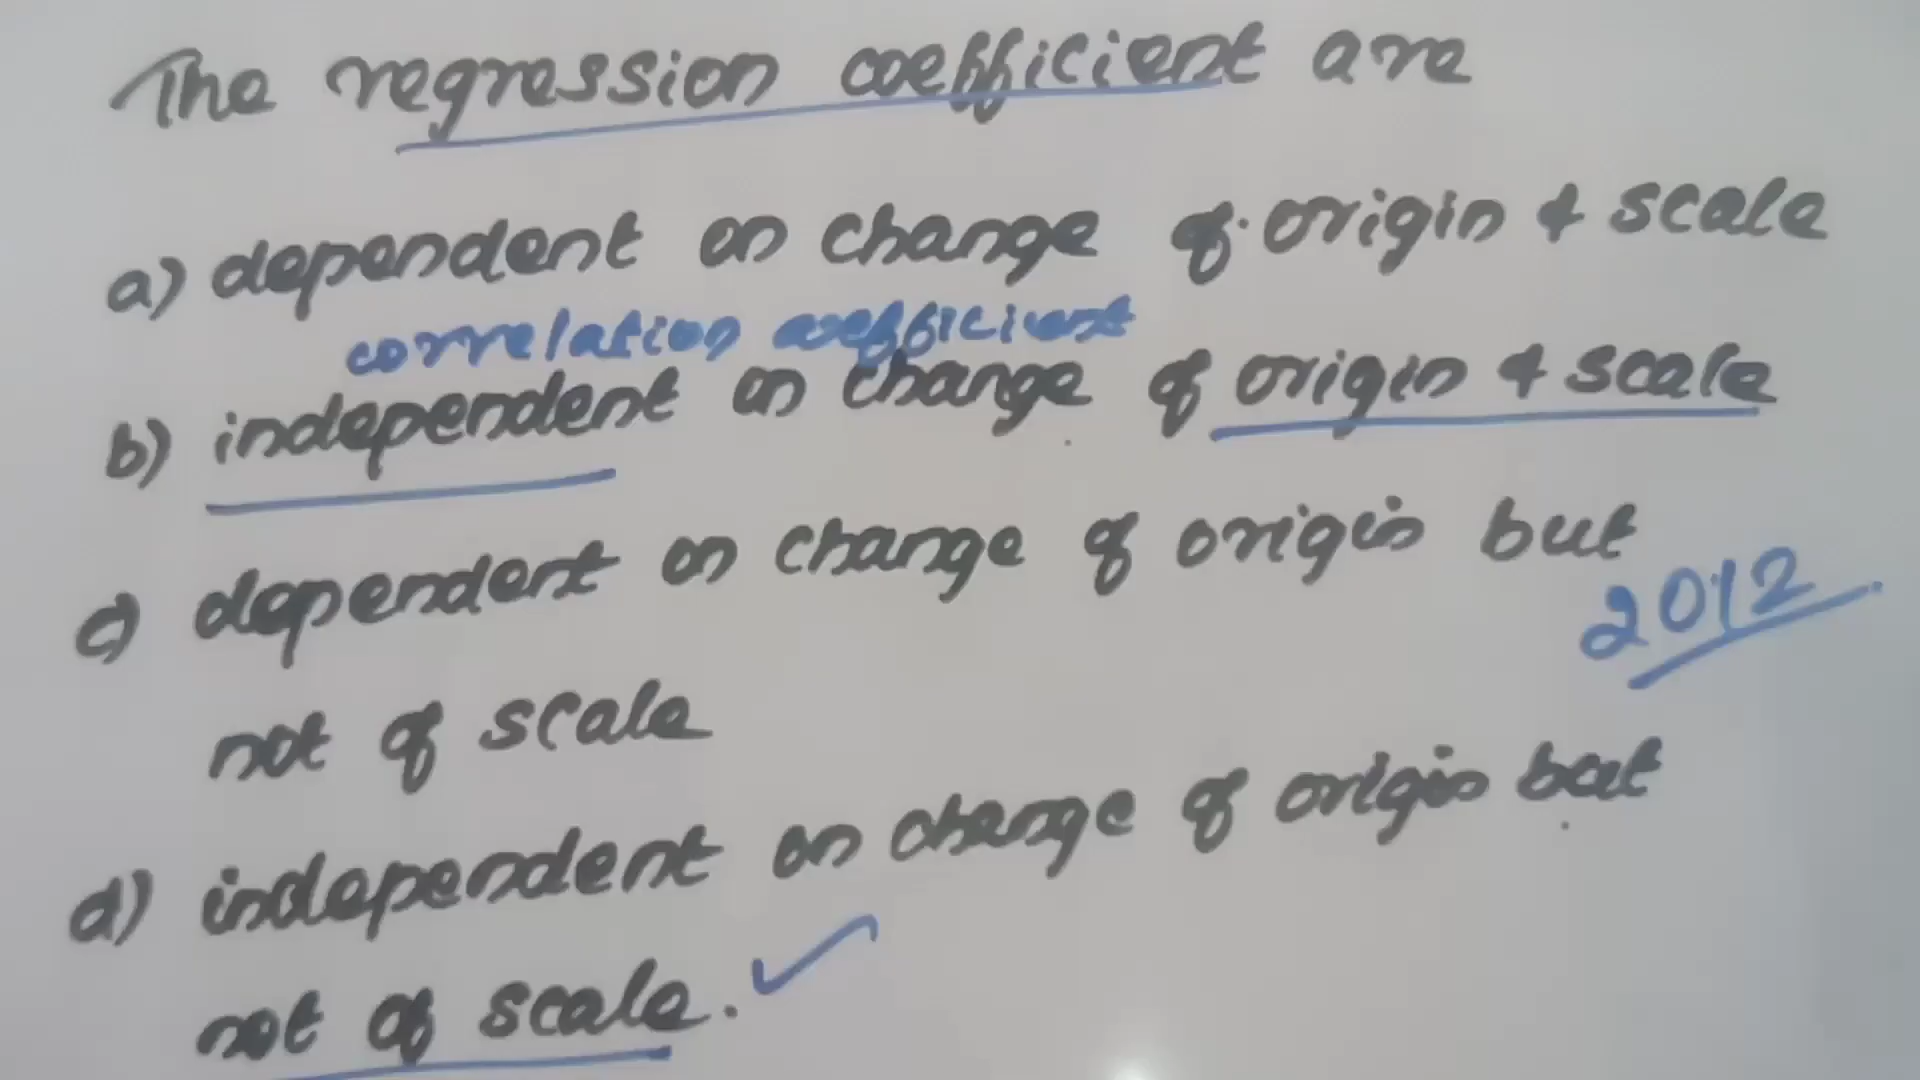 The regression coefficient are
a) dependent on change of origin & scale
correlation coefficient
b) independent on change of origin & scale
c) dependent on change of origin but
2012
not of scale
d) independent on change of origin but
not of scale.